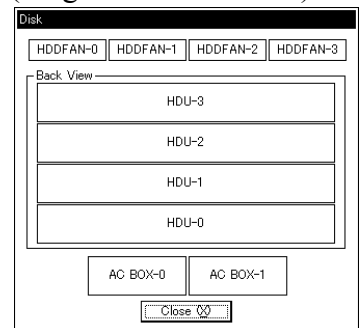 Disk
HDDFAN-0 HDDFAN-1 HDDFAN-2 HDDFAN-3
Back View
HDU-3
HDU-2
HDU-1
HDU-0
AC BOX-0 AC BOX-1
Close (X)